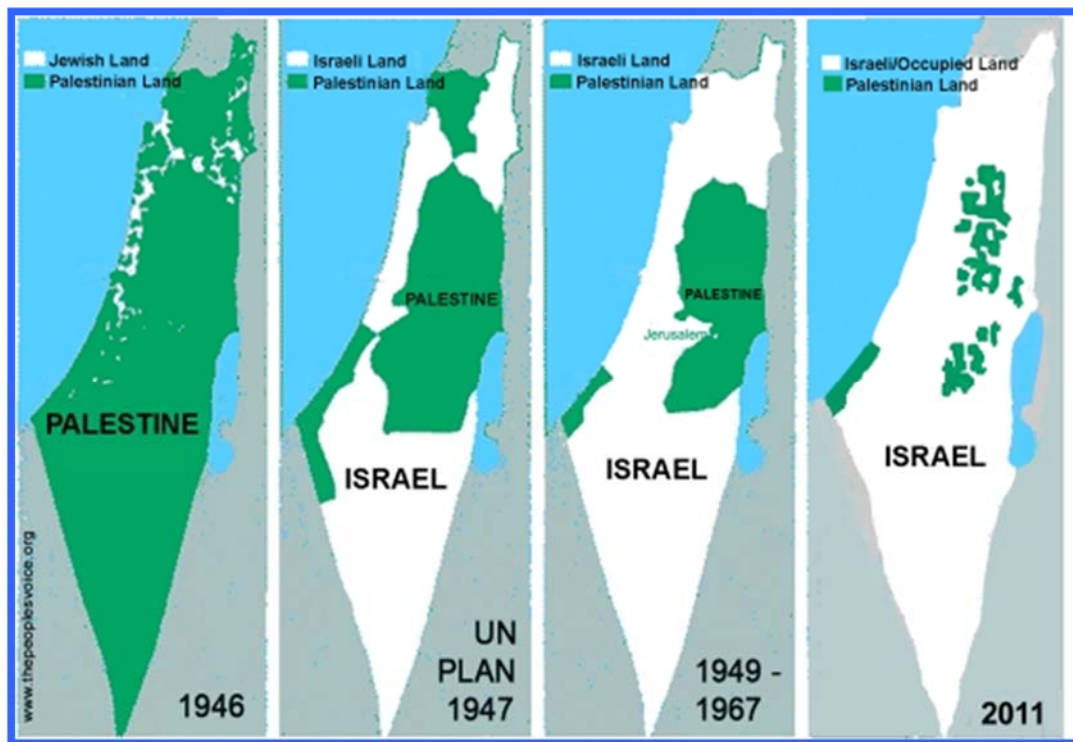 Jewish Land
Palestinian Land
PALESTINE
www.thepeoplesvoice.org
1946
Israeli Land
Palestinian Land
PALESTINE
ISRAEL
UN
PLAN
1947
Israeli Land
Palestinian Land
PALESTINE
Jerusalem
ISRAEL
1949 -
1967
Israeli/Occupied Land
Palestinian Land
ISRAEL
2011